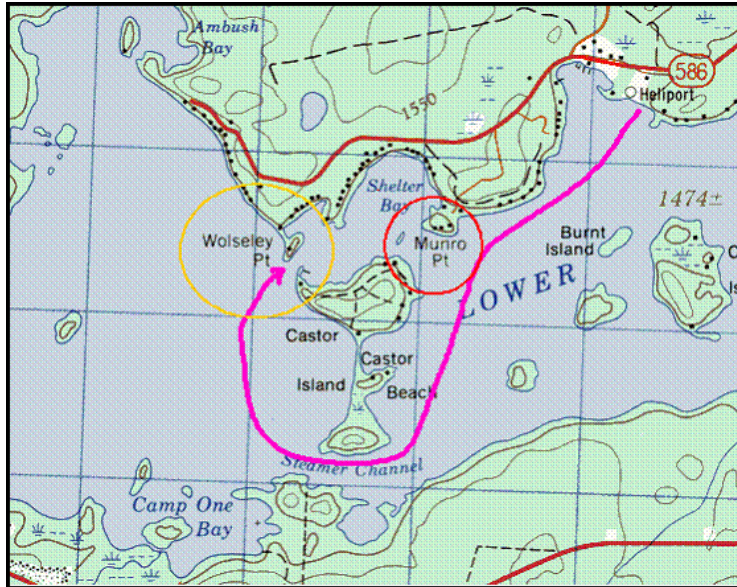 Ambush
Bay
586
Heliport
1550
Shelter
Bay
1474±
Wolseley
Pt
Munro
Pt
Burnt
Island
C
Is
LOWER
Castor
Castor
Island
Beach
Steamer Channel
Camp One
Bay